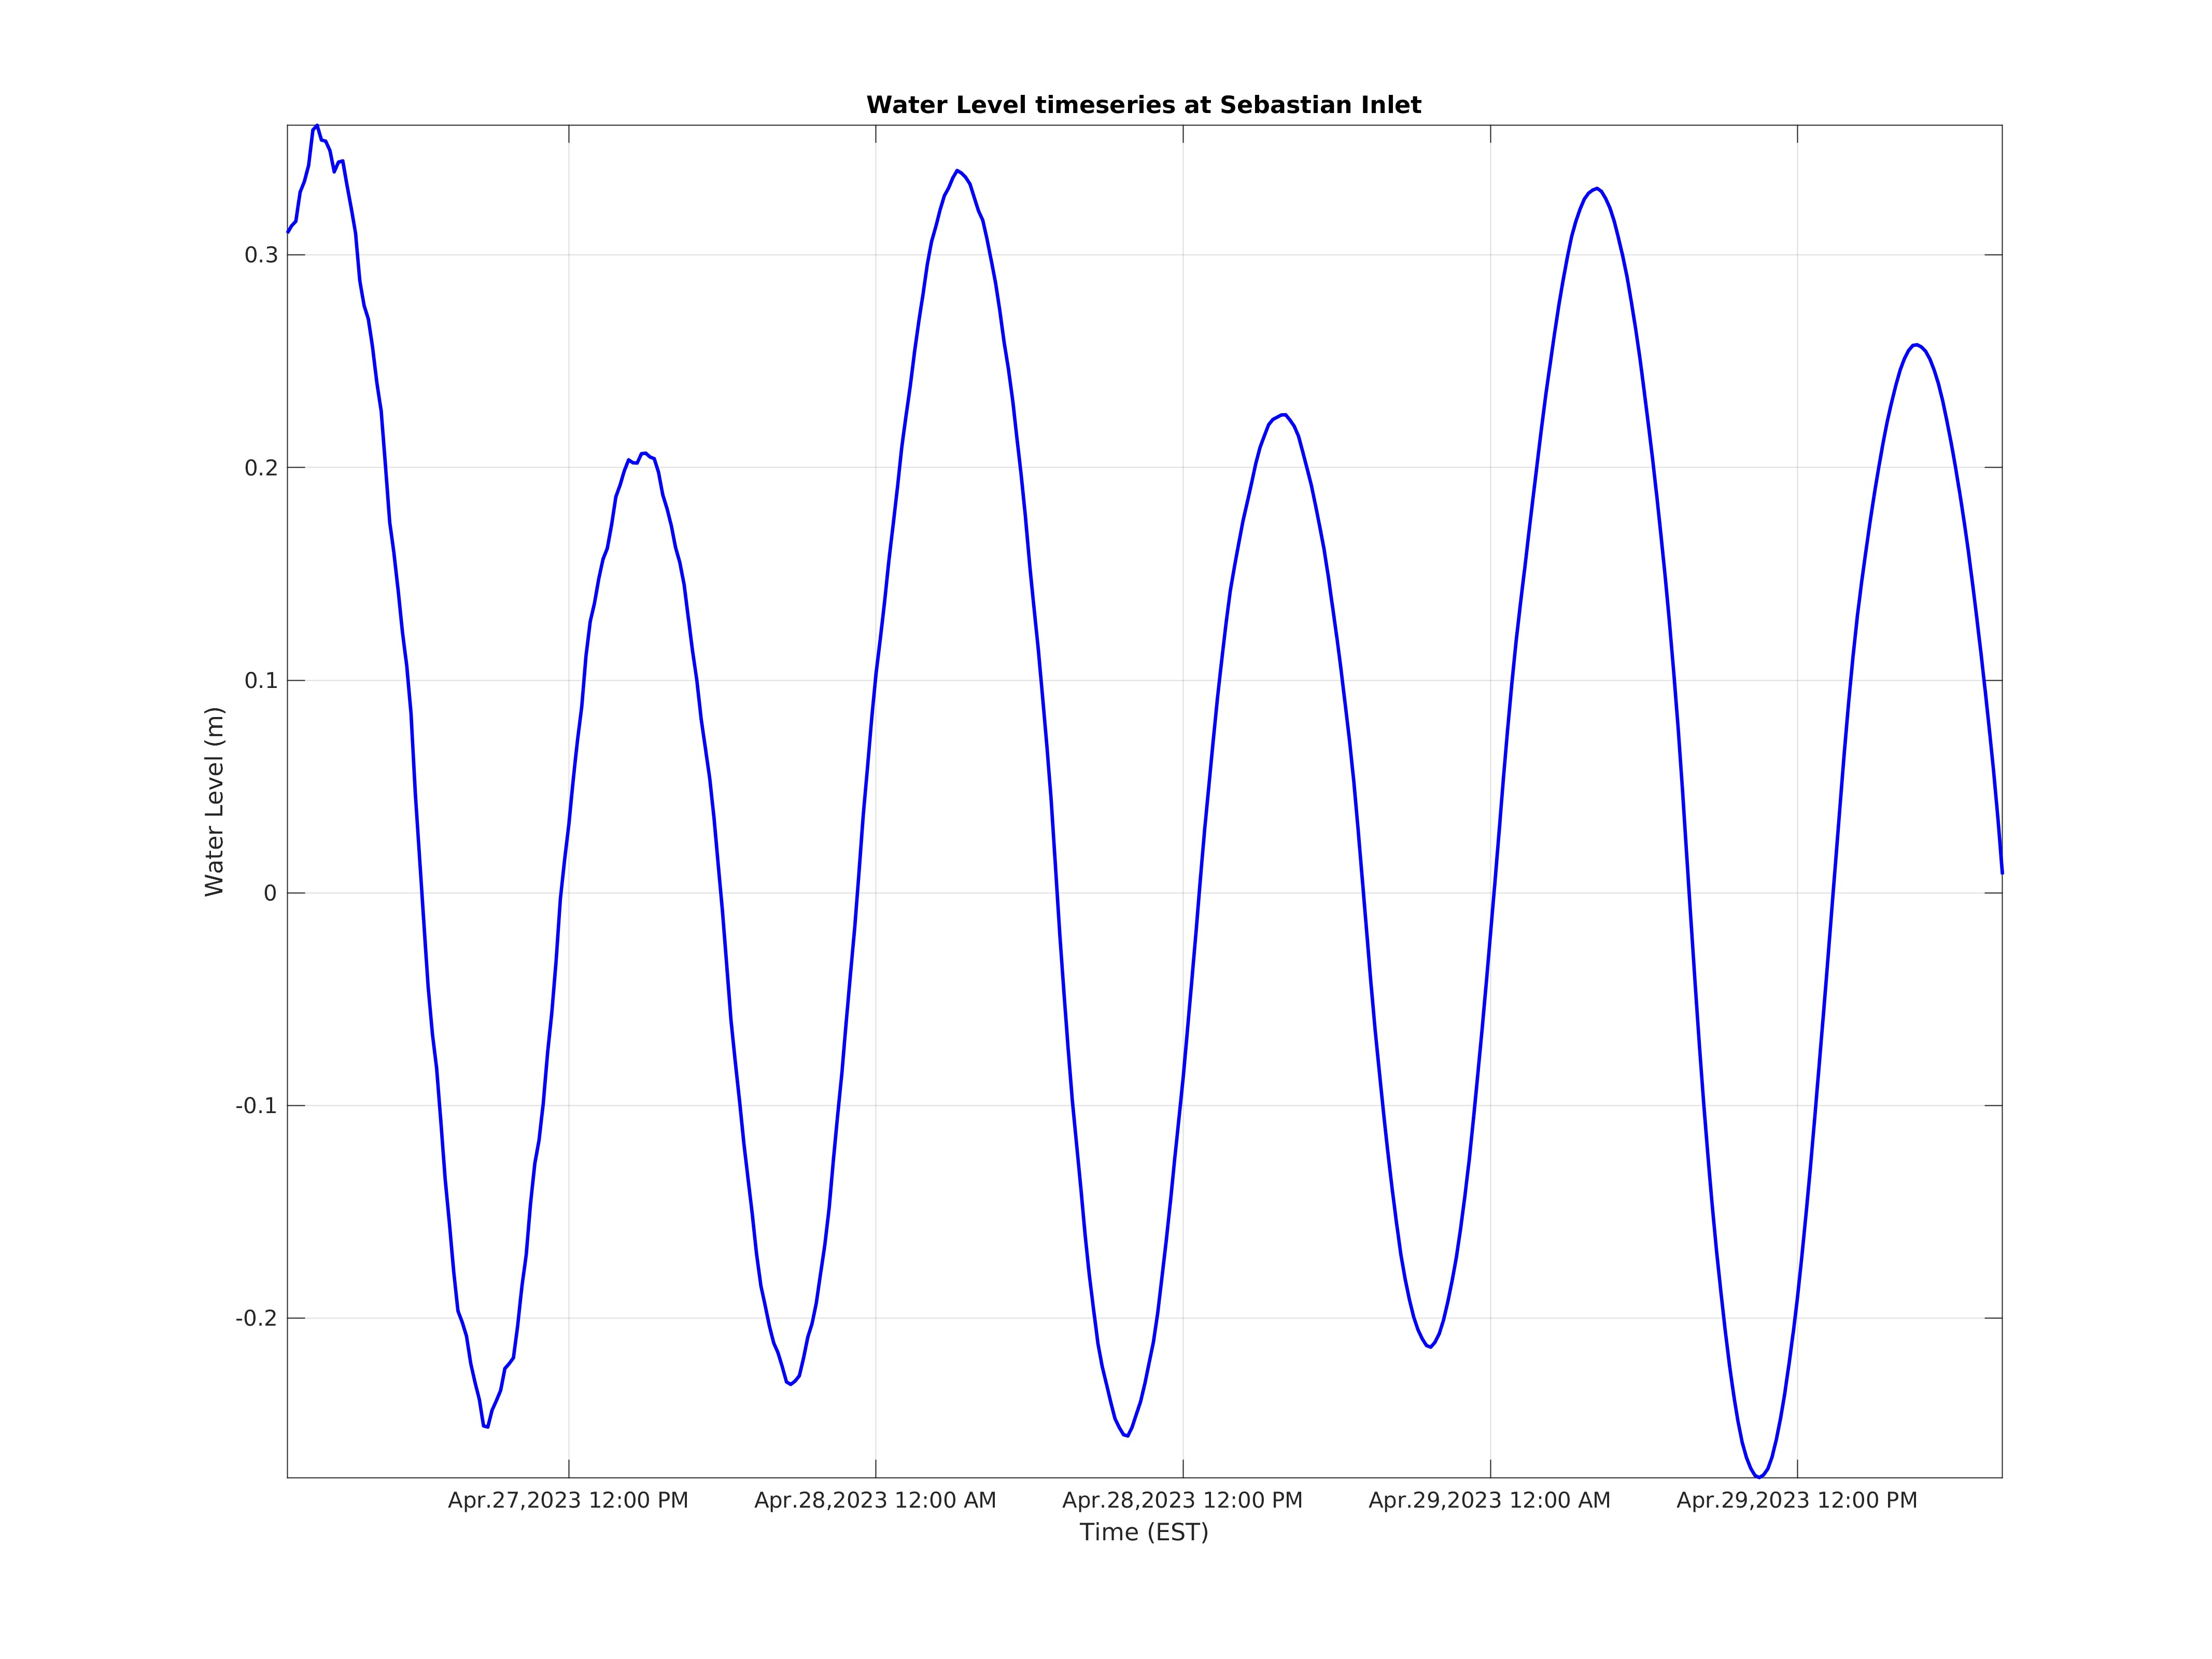 Water Level timeseries at Sebastian Inlet
0.3
0.2
0.1
0
-0.1
-0.2
Water Level (m)
Apr.27,2023 12:00 PM
Apr.28,2023 12:00 AM
Apr.28,2023 12:00 PM
Apr.29,2023 12:00 AM
Apr.29,2023 12:00 PM
Time (EST)